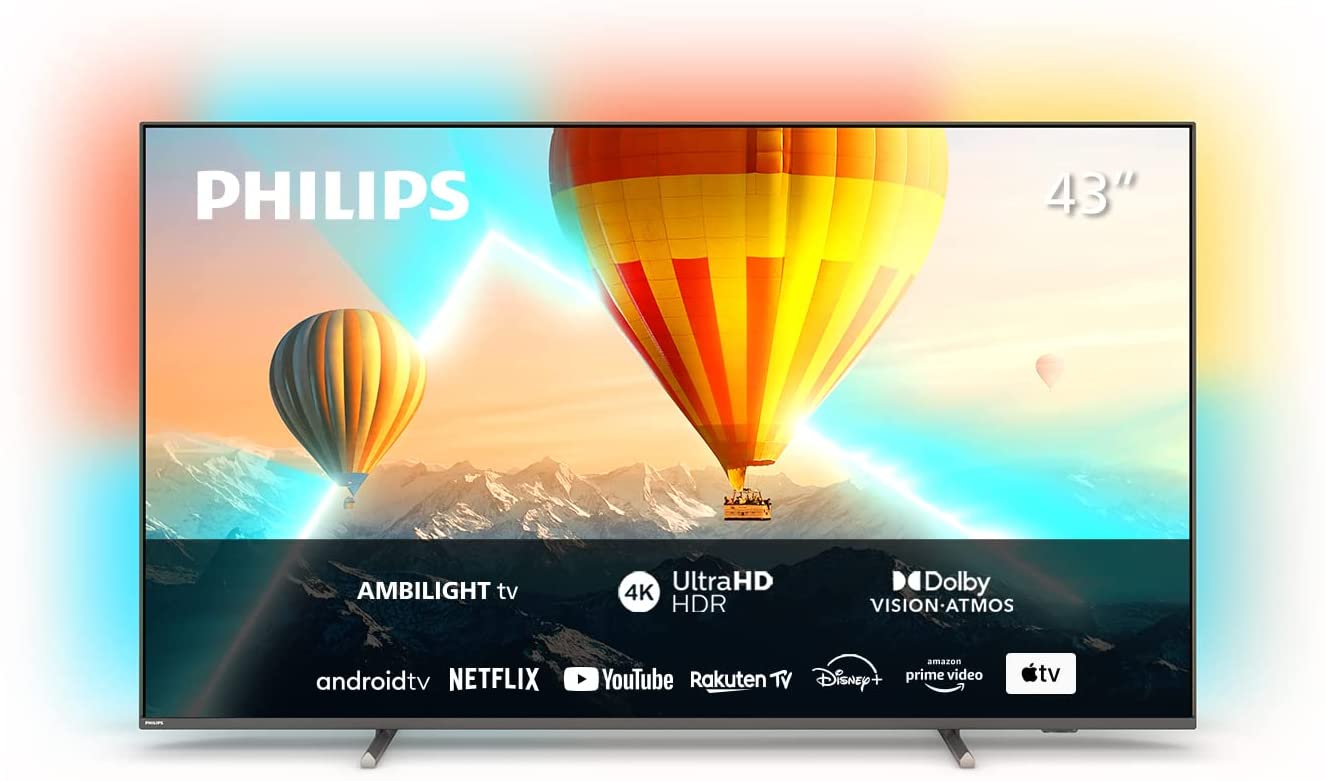 PHILIPS
43"
AMBILIGHT tv
4K UltraHD
HDR
Dolby
VISION·ATMOS
androidtv NETFLIX YouTube Rakuten TV Disney+ amazon prime video tv
PHILIPS